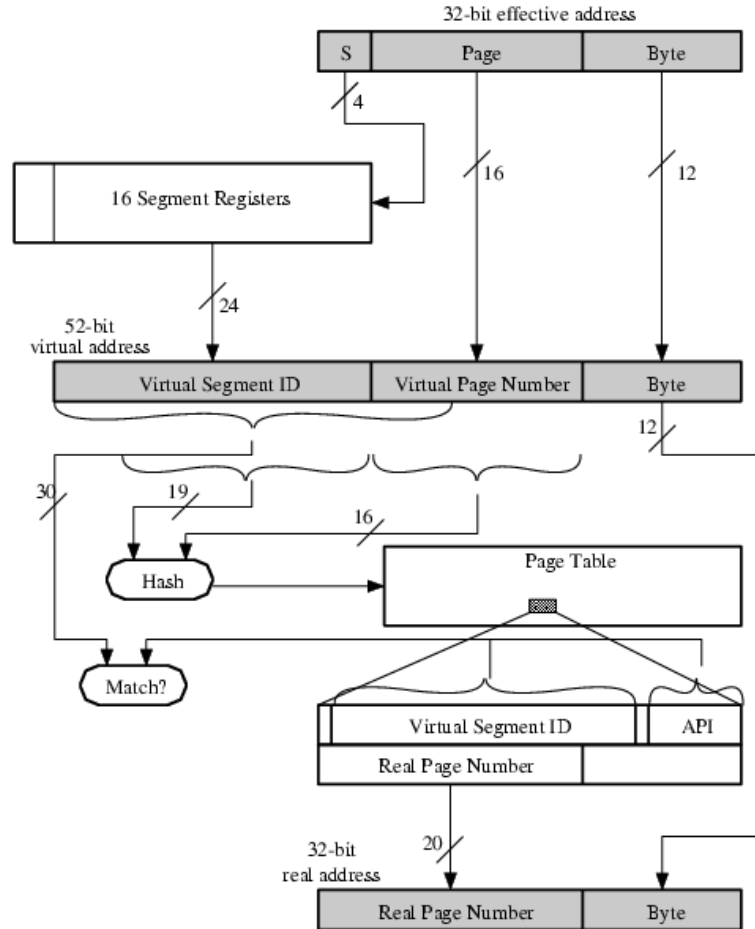 32-bit effective address
S Page Byte
4
16
12
16 Segment Registers
24
52-bit
virtual address
Virtual Segment ID Virtual Page Number Byte
12
30
19
16
Hash
Page Table
Match?
Virtual Segment ID API
Real Page Number
20
32-bit
real address
Real Page Number Byte